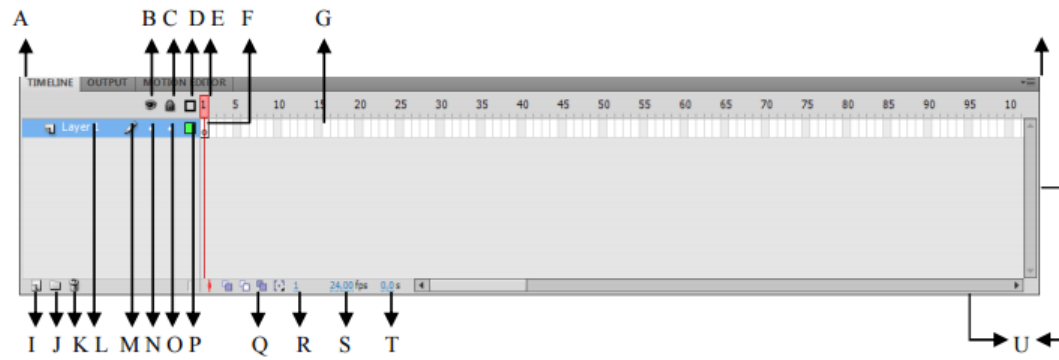 A B C D E F G
TIMELINE OUTPUT MOTION EDITOR
1 5 10 15 20 25 30 35 40 45 50 55 60 65 70 75 80 85 90 95 10
Layer 1
1 24.00 fps 0.0 s
I J K L M N O P Q R S T U